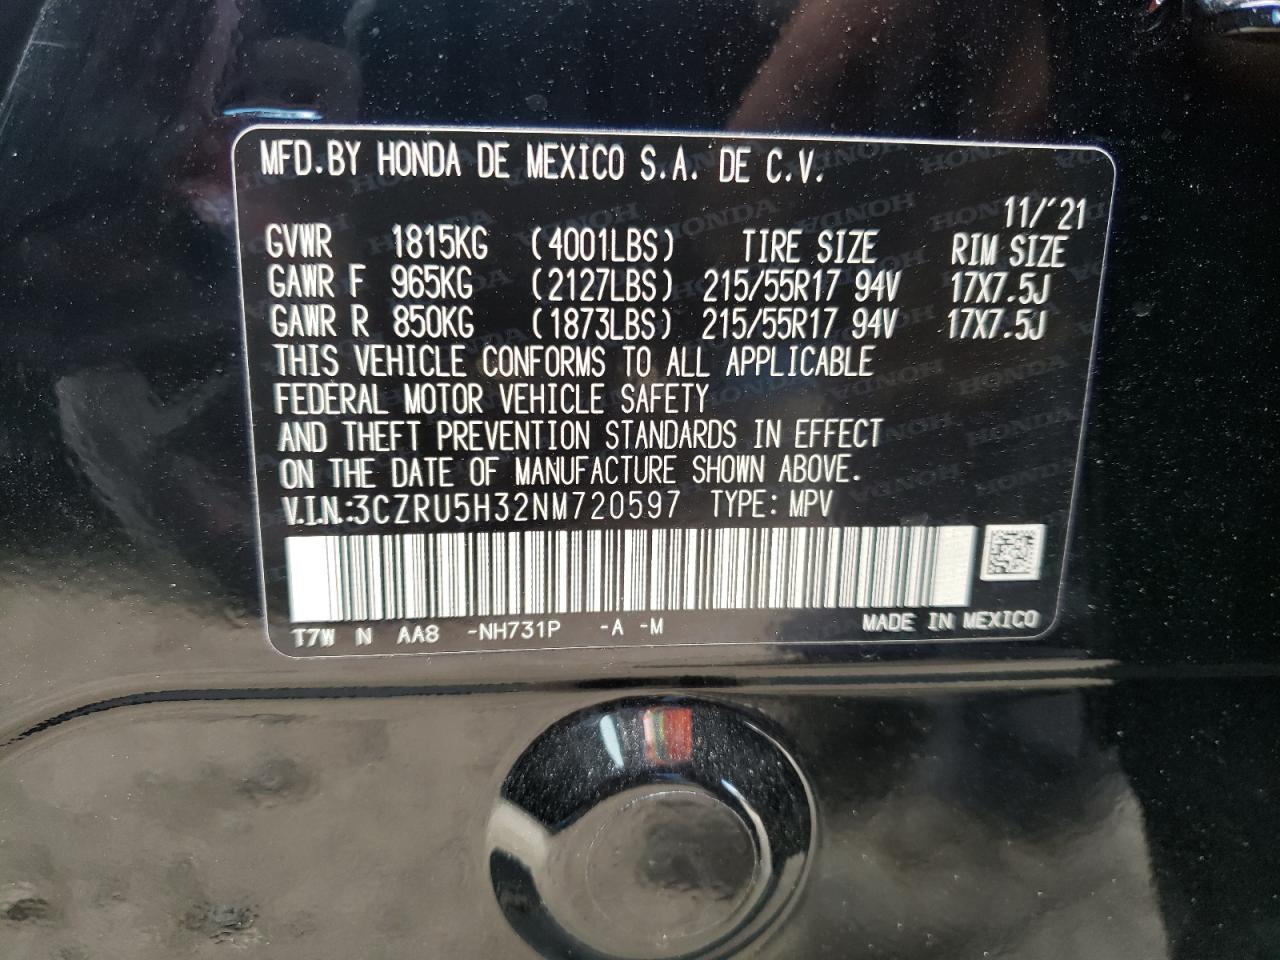 MFD.BY HONDA DE MEXICO S.A. DE C.V.
11/'21
GVWR 1815KG (4001LBS) TIRE SIZE RIM SIZE
GAWR F 965KG (2127LBS) 215/55R17 94V 17X7.5J
GAWR R 850KG (1873LBS) 215/55R17 94V 17X7.5J
THIS VEHICLE CONFORMS TO ALL APPLICABLE
FEDERAL MOTOR VEHICLE SAFETY
AND THEFT PREVENTION STANDARDS IN EFFECT
ON THE DATE OF MANUFACTURE SHOWN ABOVE.
V.I.N.:3CZRU5H32NM720597 TYPE: MPV
T7W N AA8 -NH731P -A -M MADE IN MEXICO